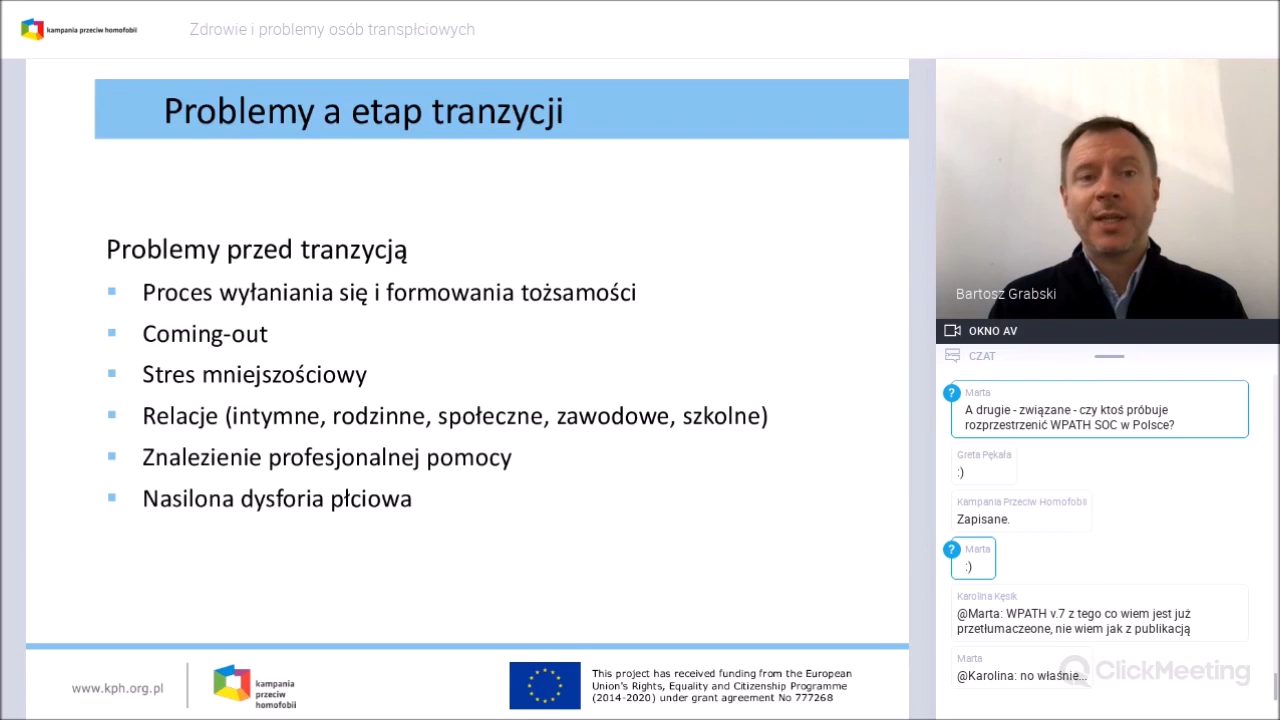 kampania przeciw homofobii
Zdrowie i problemy osób transpłciowych
Problemy a etap tranzycji
Problemy przed tranzycją
Proces wyłaniania się i formowania tożsamości
Coming-out
Stres mniejszościowy
Relacje (intymne, rodzinne, społeczne, zawodowe, szkolne)
Znalezienie profesjonalnej pomocy
Nasilona dysforia płciowa
www.kph.org.pl
kampania
przeciw
homofobii
This project has received funding from the European
Union's Rights, Equality and Citizenship Programme
(2014-2020) under grant agreement No 777268
Bartosz Grabski
OKNO AV
CZAT
?
Marta
A drugie - związane - czy ktoś próbuje
rozprzestrzenić WPATH SOC w Polsce?
Greta Pękała
:)
Kampania Przeciw Homofobii
Zapisane.
?
Marta
:)
Karolina Kęsik
@Marta: WPATH v.7 z tego co wiem jest już
przetłumaczeone, nie wiem jak z publikacją
Marta
@Karolina: no właśnie...
ClickMeeting